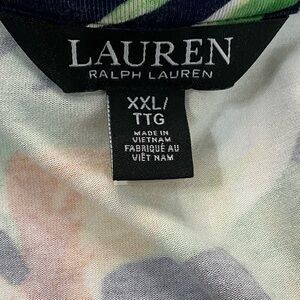 LAUREN
RALPH LAUREN
XXL/
TTG
MADE IN
VIETNAM
FABRIQUÉ AU
VIÊT NAM